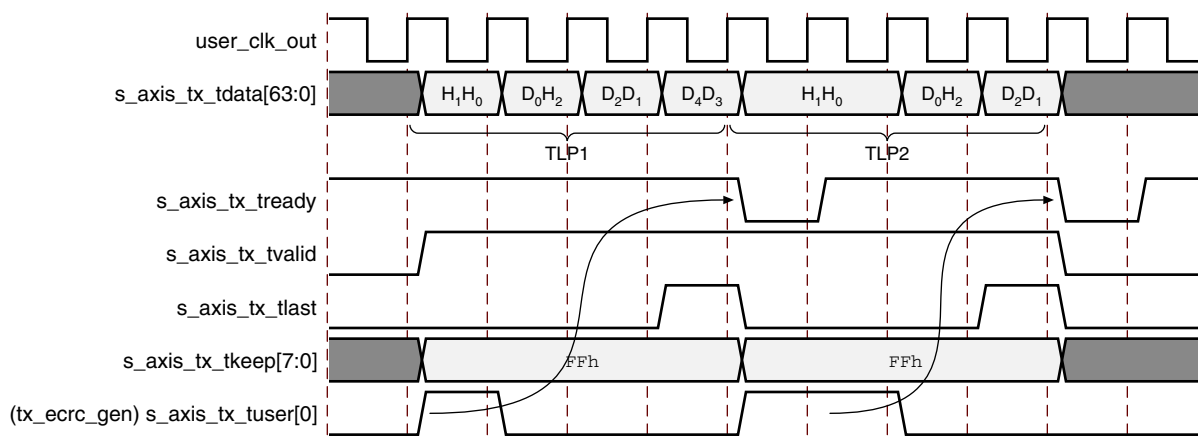 user_clk_out
s_axis_tx_tdata[63:0] H₁H₀ D₀H₂ D₂D₁ D₄D₃ H₁H₀ D₀H₂ D₂D₁
TLP1 TLP2
s_axis_tx_tready
s_axis_tx_tvalid
s_axis_tx_tlast
s_axis_tx_tkeep[7:0] FFh FFh
(tx_ecrc_gen) s_axis_tx_tuser[0]